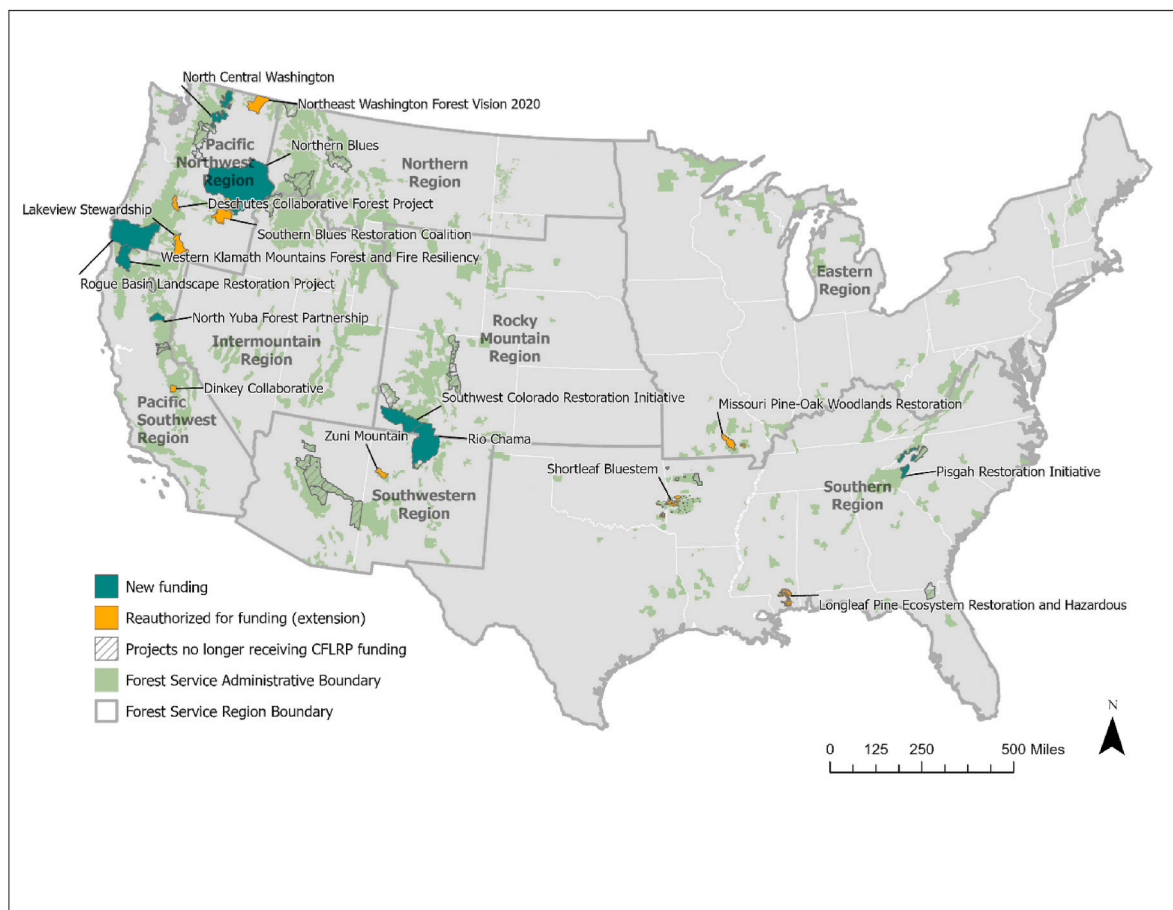 North Central Washington
Northeast Washington Forest Vision 2020
Pacific
Northwest
Region
Northern Blues
Northern
Region
Deschutes Collaborative Forest Project
Lakeview Stewardship
Southern Blues Restoration Coalition
Western Klamath Mountains Forest and Fire Resiliency
Rogue Basin Landscape Restoration Project
Eastern
Region
North Yuba Forest Partnership
Intermountain
Region
Rocky
Mountain
Region
Dinkey Collaborative
Pacific
Southwest
Region
Southwest Colorado Restoration Initiative
Missouri Pine-Oak Woodlands Restoration
Zuni Mountain
Rio Chama
Shortleaf Bluestem
Pisgah Restoration Initiative
Southwestern
Region
Southern
Region
New funding
Reauthorized for funding (extension)
Projects no longer receiving CFLRP funding
Forest Service Administrative Boundary
Forest Service Region Boundary
Longleaf Pine Ecosystem Restoration and Hazardous
N
0 125 250 500 Miles